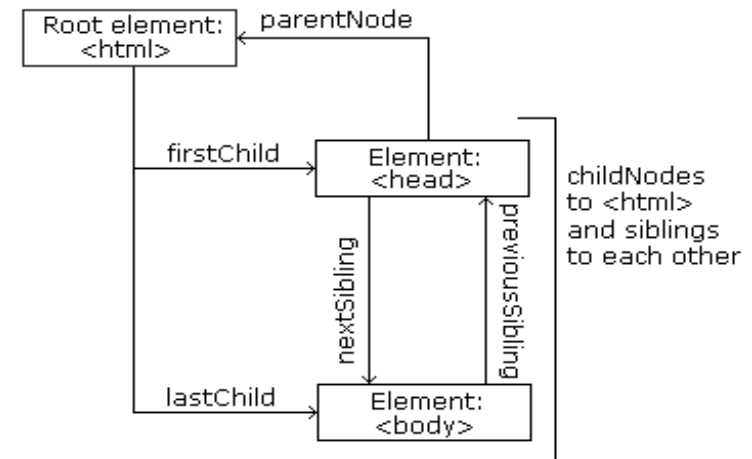 Root element:
<html>
parentNode
firstChild
Element:
<head>
childNodes
to <html>
and siblings
to each other
nextSibling
previousSibling
lastChild
Element:
<body>